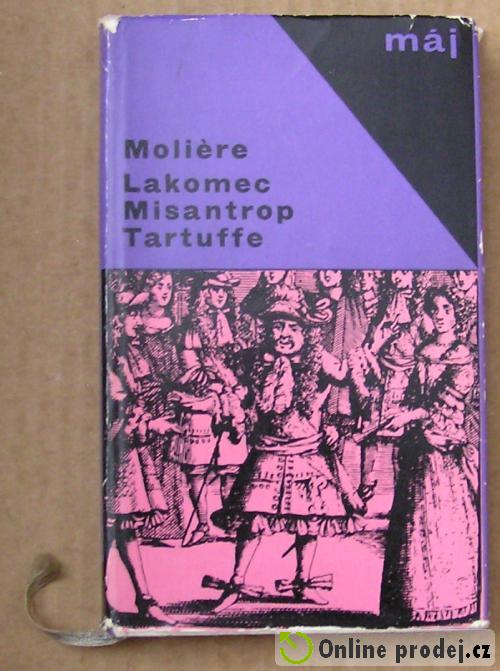 máj
Molière
Lakomec
Misantrop
Tartuffe
Online prodej.cz